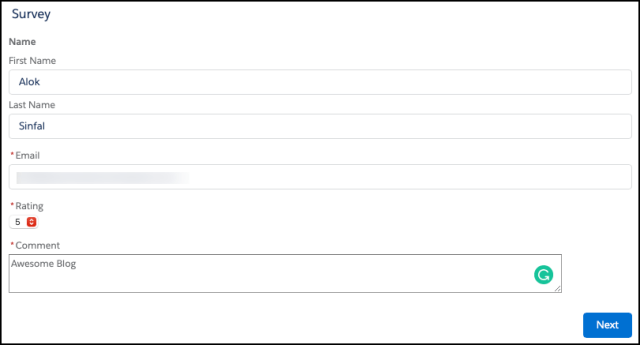 Survey
Name
First Name
Alok
Last Name
Sinfal
*Email
*Rating
5
*Comment
Awesome Blog
Next